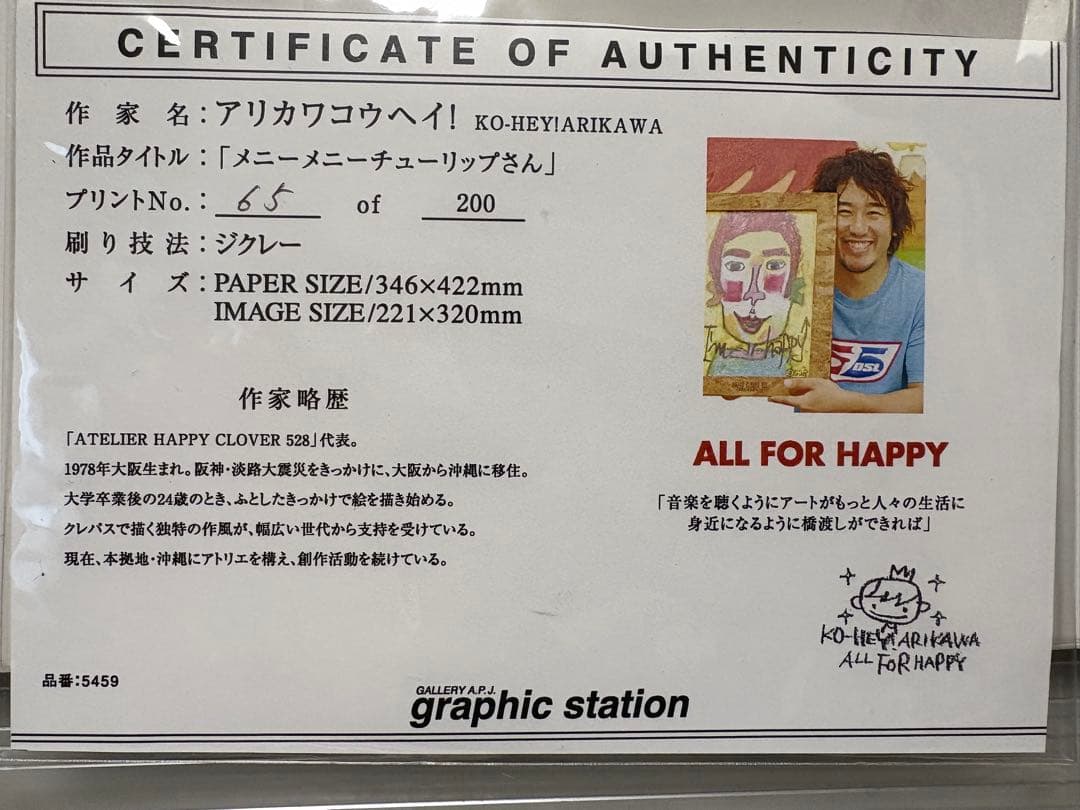 CERTIFICATE OF AUTHENTICITY
作家名：アリカワコウヘイ! KO-HEY!ARIKAWA
作品タイトル：「メニーメニーチューリップさん」
プリントNo.：65 of 200
刷り技法：ジクレー
サイズ：PAPER SIZE/346×422mm
IMAGE SIZE/221×320mm
I'm happy
DSL
作家略歴
「ATELIER HAPPY CLOVER 528」代表。
1978年大阪生まれ。阪神・淡路大震災をきっかけに、大阪から沖縄に移住。
大学卒業後の24歳のとき、ふとしたきっかけで絵を描き始める。
クレパスで描く独特の作風が、幅広い世代から支持を受けている。
現在、本拠地・沖縄にアトリエを構え、創作活動を続けている。
ALL FOR HAPPY
「音楽を聴くようにアートがもっと人々の生活に
身近になるように橋渡しができれば」
KO-HEY!ARIKAWA
ALL FOR HAPPY
品番：5459
GALLERY A.P.J.
graphic station